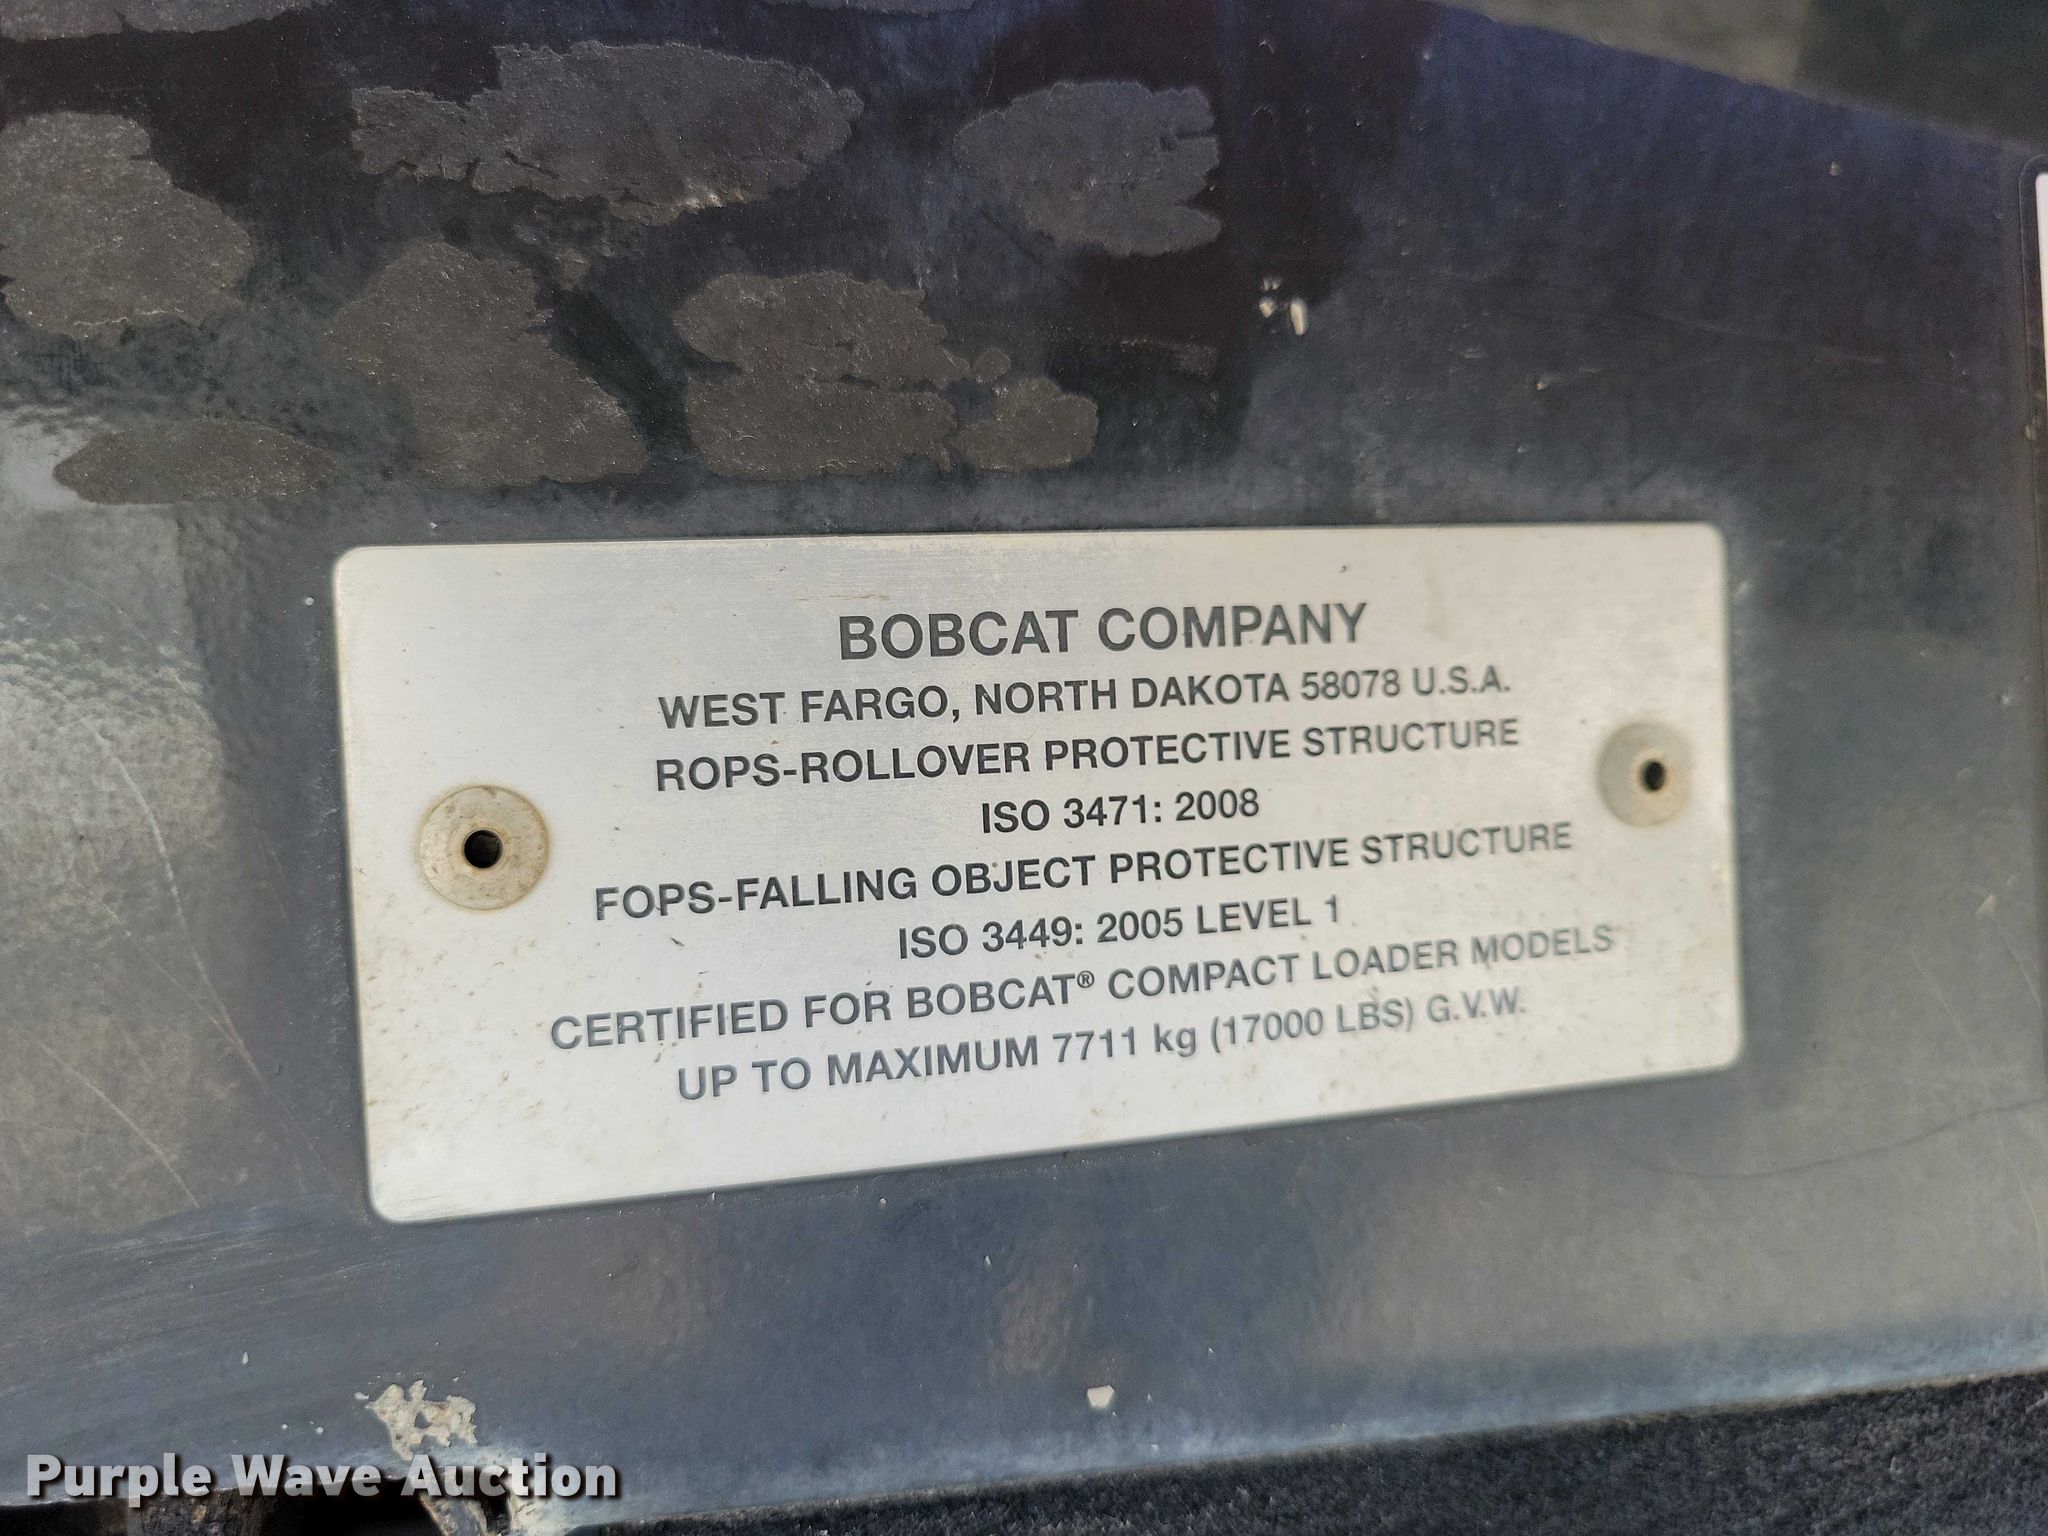 BOBCAT COMPANY
WEST FARGO, NORTH DAKOTA 58078 U.S.A.
ROPS-ROLLOVER PROTECTIVE STRUCTURE
ISO 3471: 2008
FOPS-FALLING OBJECT PROTECTIVE STRUCTURE
ISO 3449: 2005 LEVEL 1
CERTIFIED FOR BOBCAT® COMPACT LOADER MODELS
UP TO MAXIMUM 7711 kg (17000 LBS) G.V.W.
Purple Wave Auction